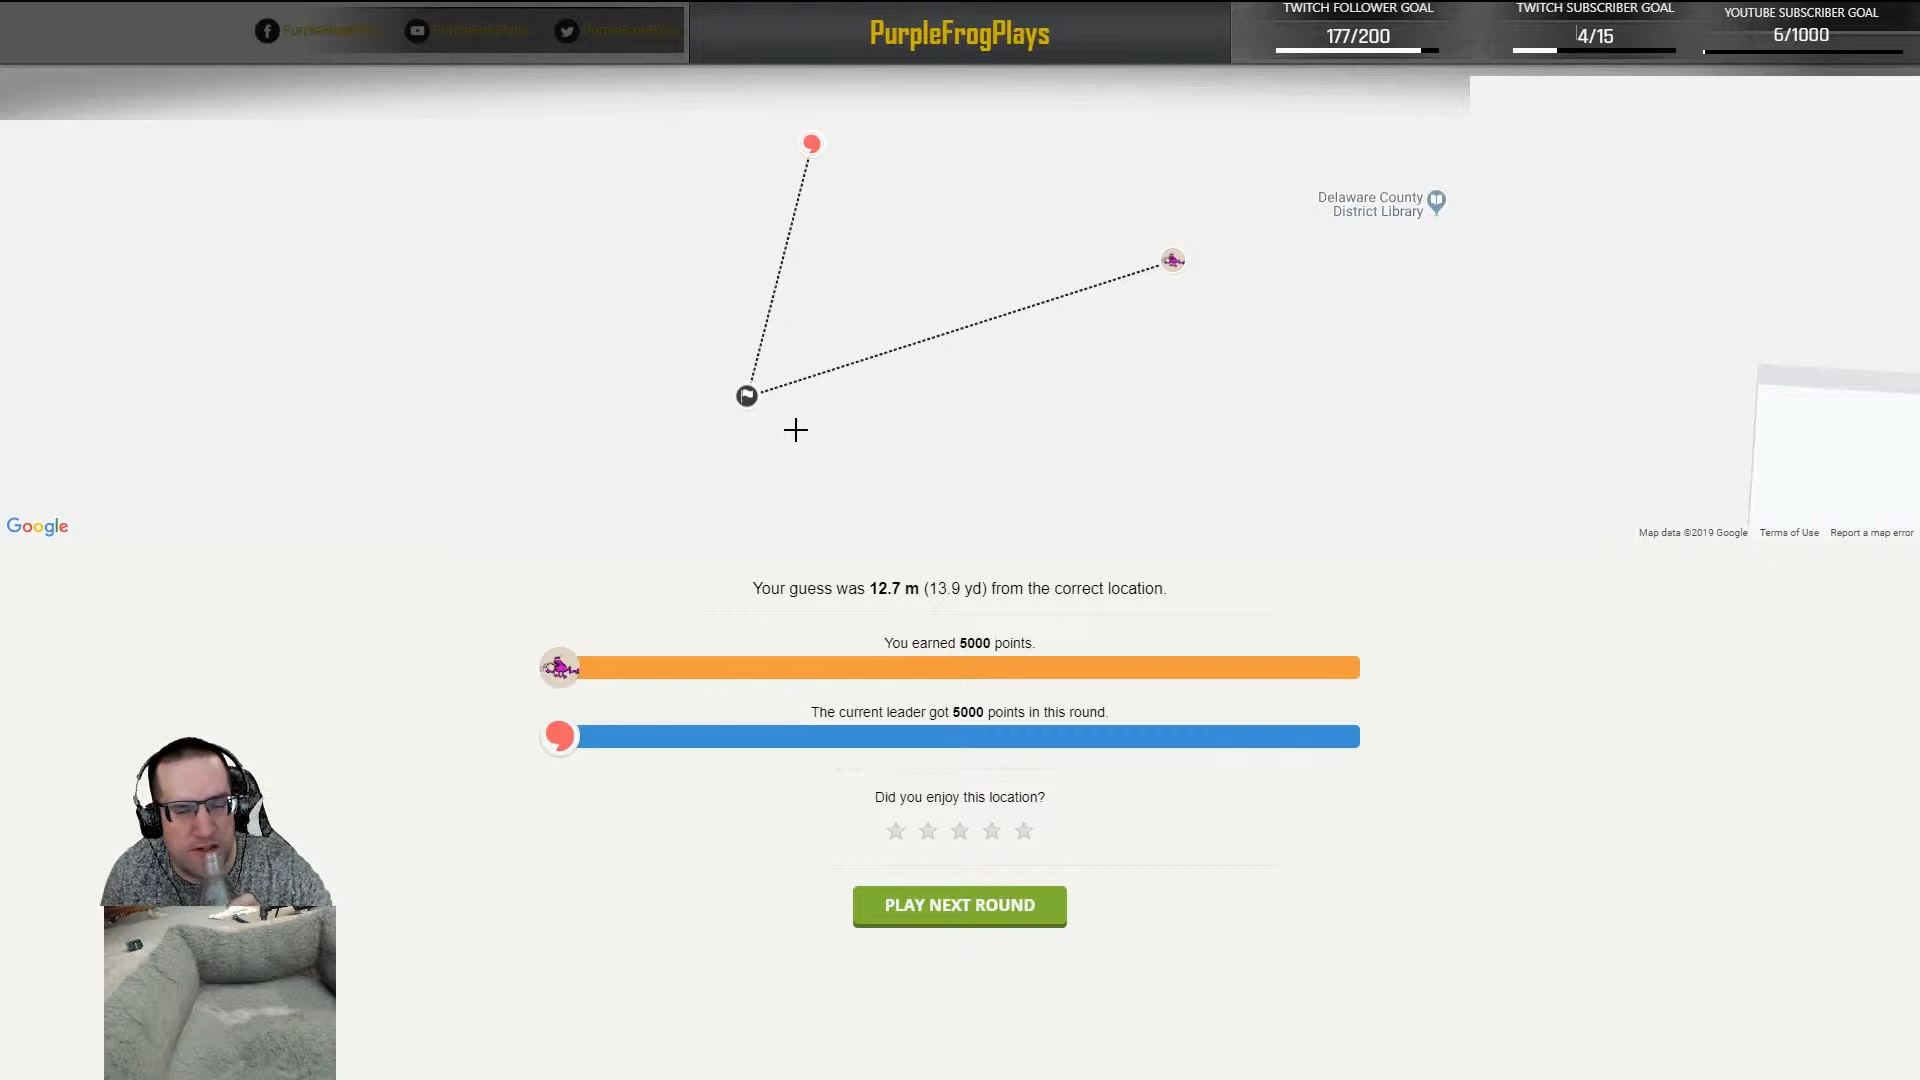 PurpleFrogPlays
TWITCH FOLLOWER GOAL
177/200
TWITCH SUBSCRIBER GOAL
4/15
YOUTUBE SUBSCRIBER GOAL
6/1000
Delaware County
District Library
Google
Map data ©2019 Google
Terms of Use
Report a map error
Your guess was 12.7 m (13.9 yd) from the correct location.
You earned 5000 points.
The current leader got 5000 points in this round.
Did you enjoy this location?
PLAY NEXT ROUND